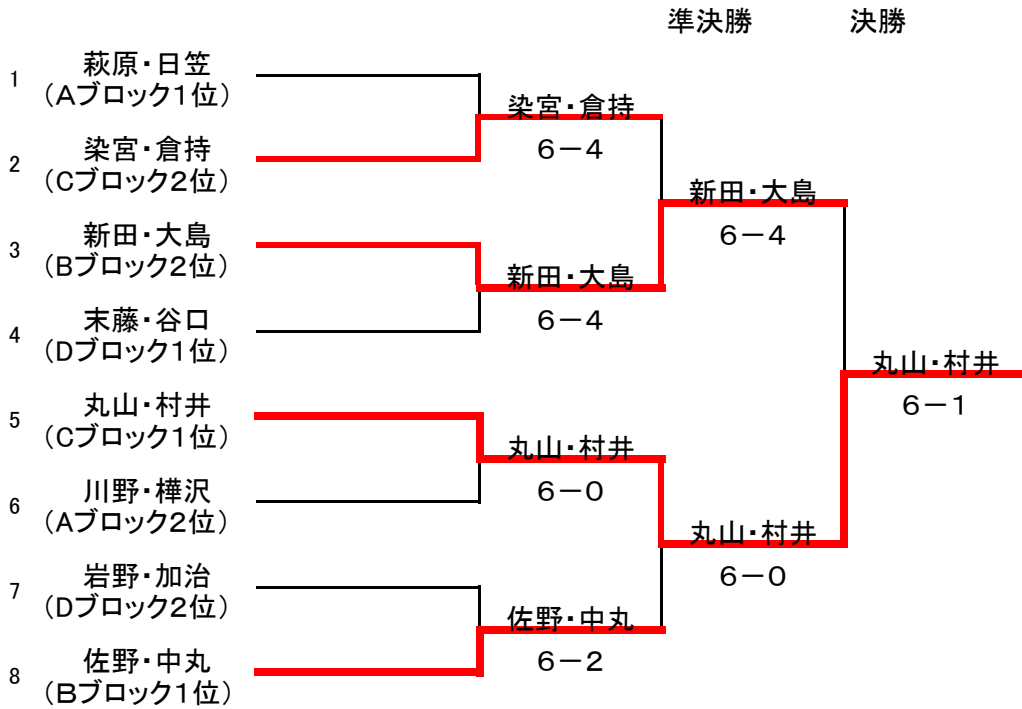 準決勝 決勝
1 萩原・日笠
(Aブロック1位)
2 染宮・倉持
(Cブロック2位)
3 新田・大島
(Bブロック2位)
4 末藤・谷口
(Dブロック1位)
5 丸山・村井
(Cブロック1位)
6 川野・樺沢
(Aブロック2位)
7 岩野・加治
(Dブロック2位)
8 佐野・中丸
(Bブロック1位)
染宮・倉持
6-4
新田・大島
6-4
丸山・村井
6-0
佐野・中丸
6-2
新田・大島
6-4
丸山・村井
6-0
丸山・村井
6-1